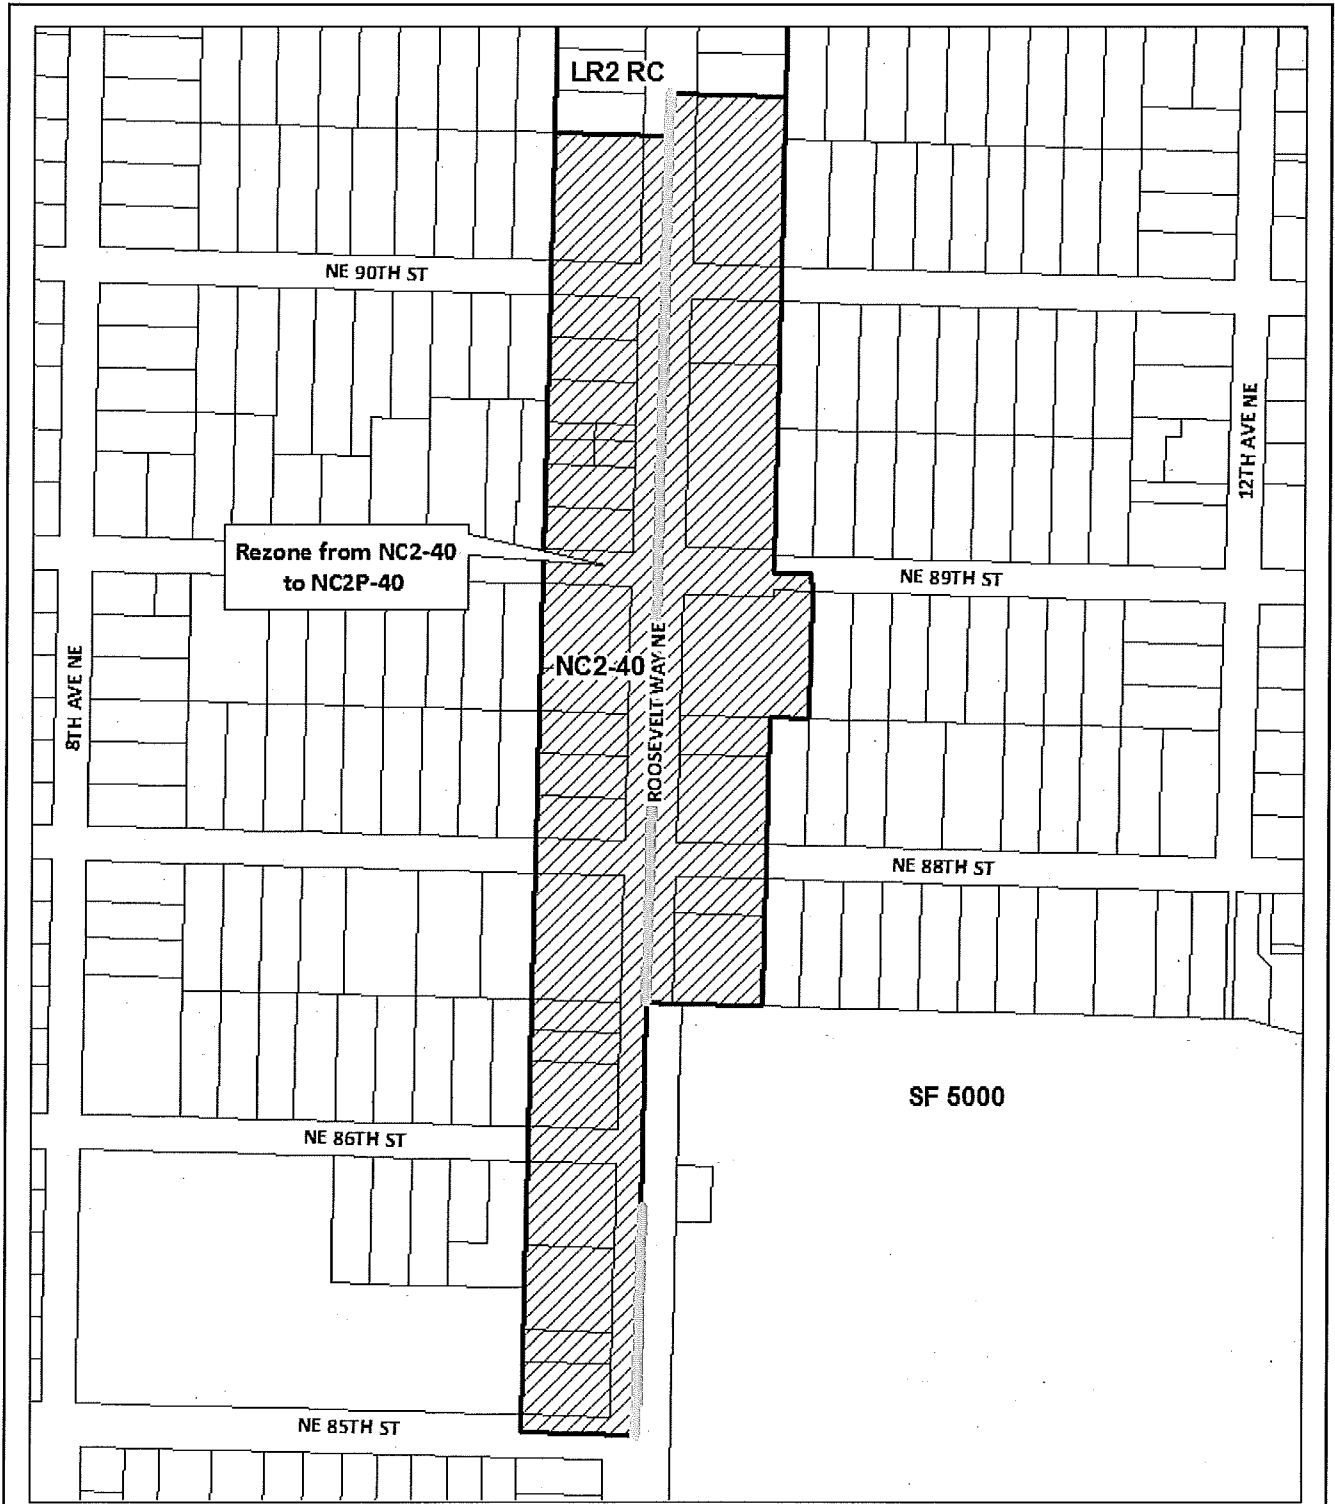 LR2 RC
NE 90TH ST
12TH AVE NE
Rezone from NC2-40
to NC2P-40
NE 89TH ST
8TH AVE NE
NC2-40
ROOSEVELT WAY NE
NE 88TH ST
SF 5000
NE 86TH ST
NE 85TH ST